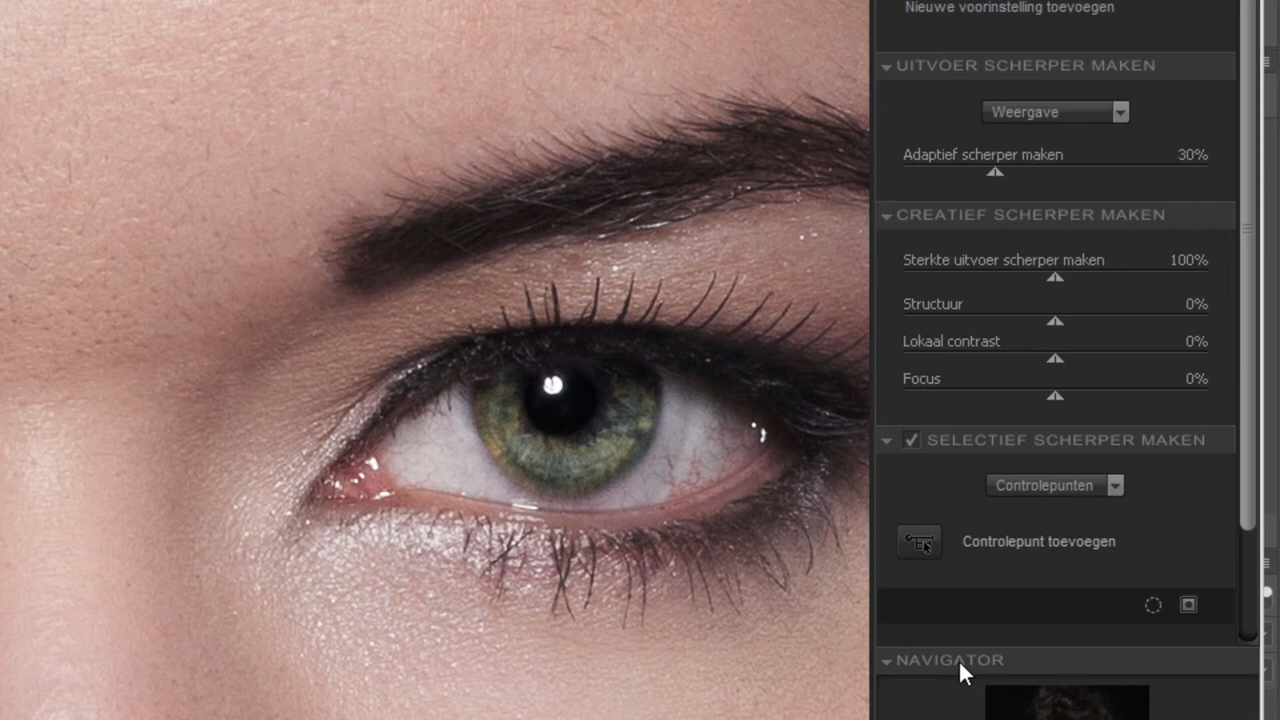 Nieuwe voorinstelling toevoegen
UITVOER SCHERPER MAKEN
Weergave
Adaptief scherper maken 30%
CREATIEF SCHERPER MAKEN
Sterkte uitvoer scherper maken 100%
Structuur 0%
Lokaal contrast 0%
Focus 0%
SELECTIEF SCHERPER MAKEN
Controlepunten
Controlepunt toevoegen
NAVIGATOR